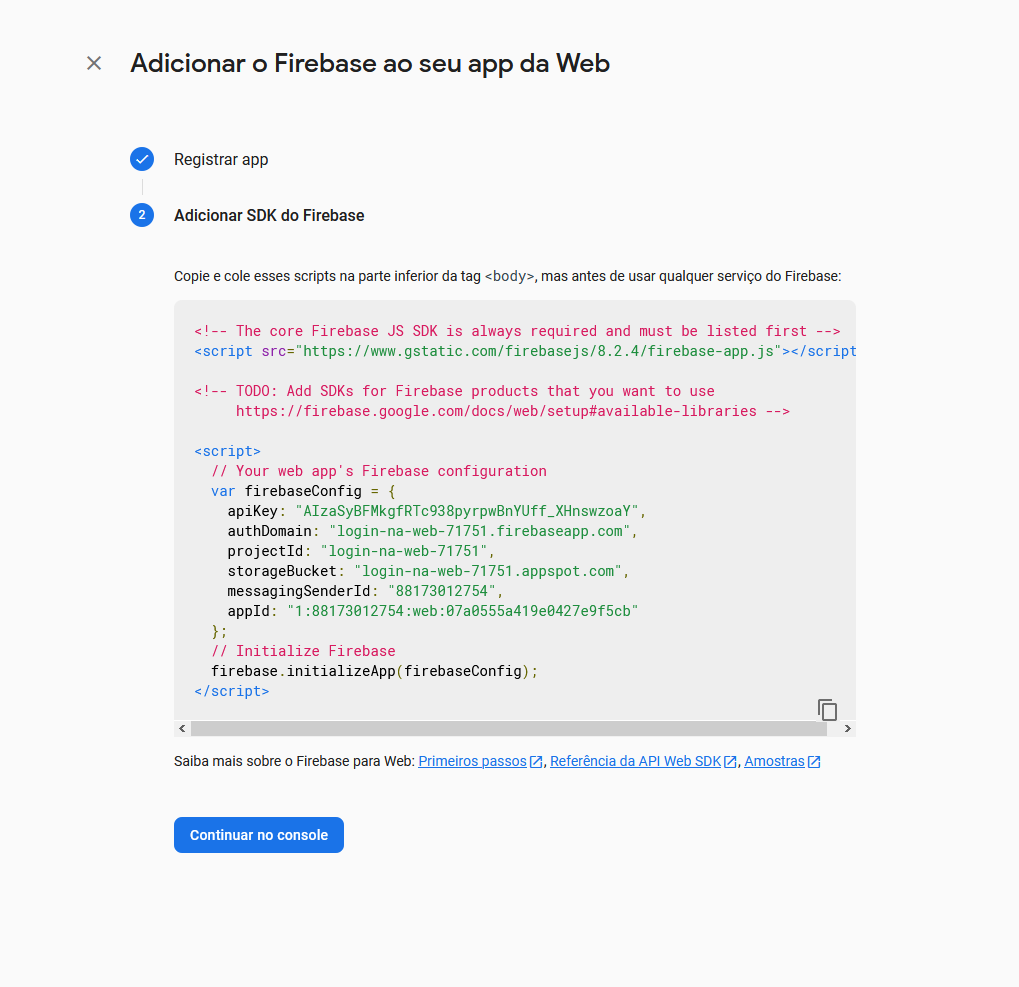 Adicionar o Firebase ao seu app da Web
Registrar app
2 Adicionar SDK do Firebase
Copie e cole esses scripts na parte inferior da tag <body>, mas antes de usar qualquer serviço do Firebase:
<!-- The core Firebase JS SDK is always required and must be listed first -->
<script src="https://www.gstatic.com/firebasejs/8.2.4/firebase-app.js"></script
<!-- TODO: Add SDKs for Firebase products that you want to use
https://firebase.google.com/docs/web/setup#available-libraries -->
<script>
// Your web app's Firebase configuration
var firebaseConfig = {
apiKey: "AIzaSyBFMkgfRTc938pyrpwBnYUff_XHnswzoaY",
authDomain: "login-na-web-71751.firebaseapp.com",
projectId: "login-na-web-71751",
storageBucket: "login-na-web-71751.appspot.com",
messagingSenderId: "88173012754",
appId: "1:88173012754:web:07a0555a419e0427e9f5cb"
};
// Initialize Firebase
firebase.initializeApp(firebaseConfig);
</script>
Saiba mais sobre o Firebase para Web: Primeiros passos, Referência da API Web SDK, Amostras
Continuar no console